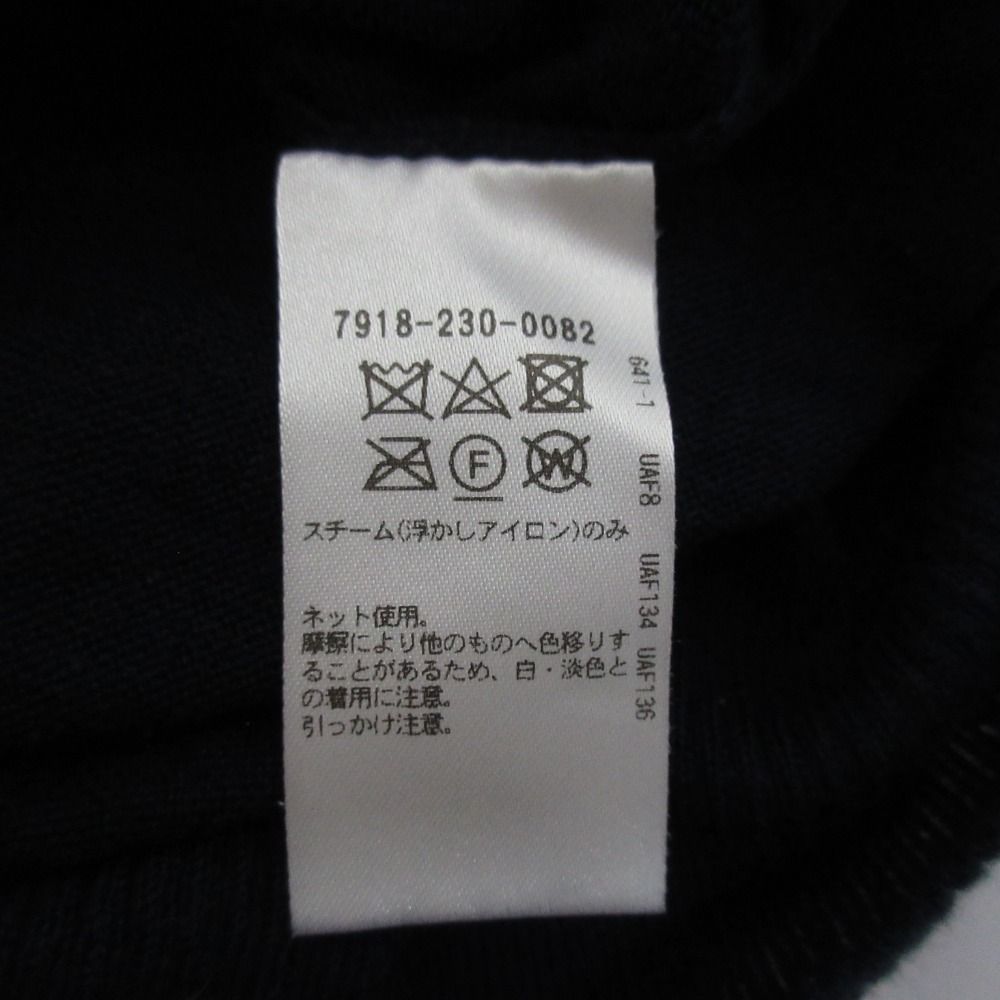 7918-230-0082
F
W
スチーム(浮かしアイロン)のみ
ネット使用。
摩擦により他のものへ色移りす
ることがあるため、白・淡色と
の着用に注意。
引っかけ注意。
641-1 UAF8 UAF134 UAF136